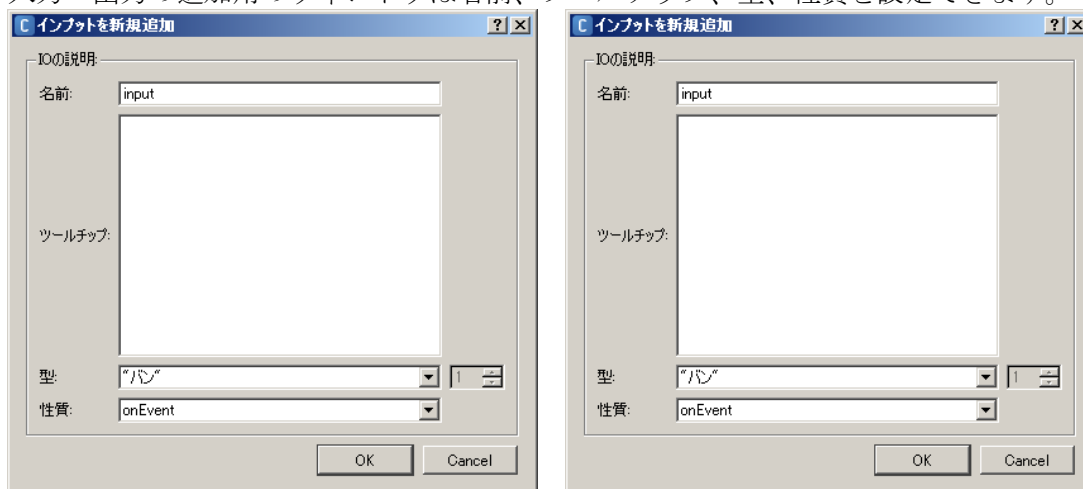 インプットを新規追加
IOの説明:
名前: input
ツールチップ:
型: "バン" 1
性質: onEvent
OK Cancel
インプットを新規追加
IOの説明:
名前: input
ツールチップ:
型: "バン" 1
性質: onEvent
OK Cancel